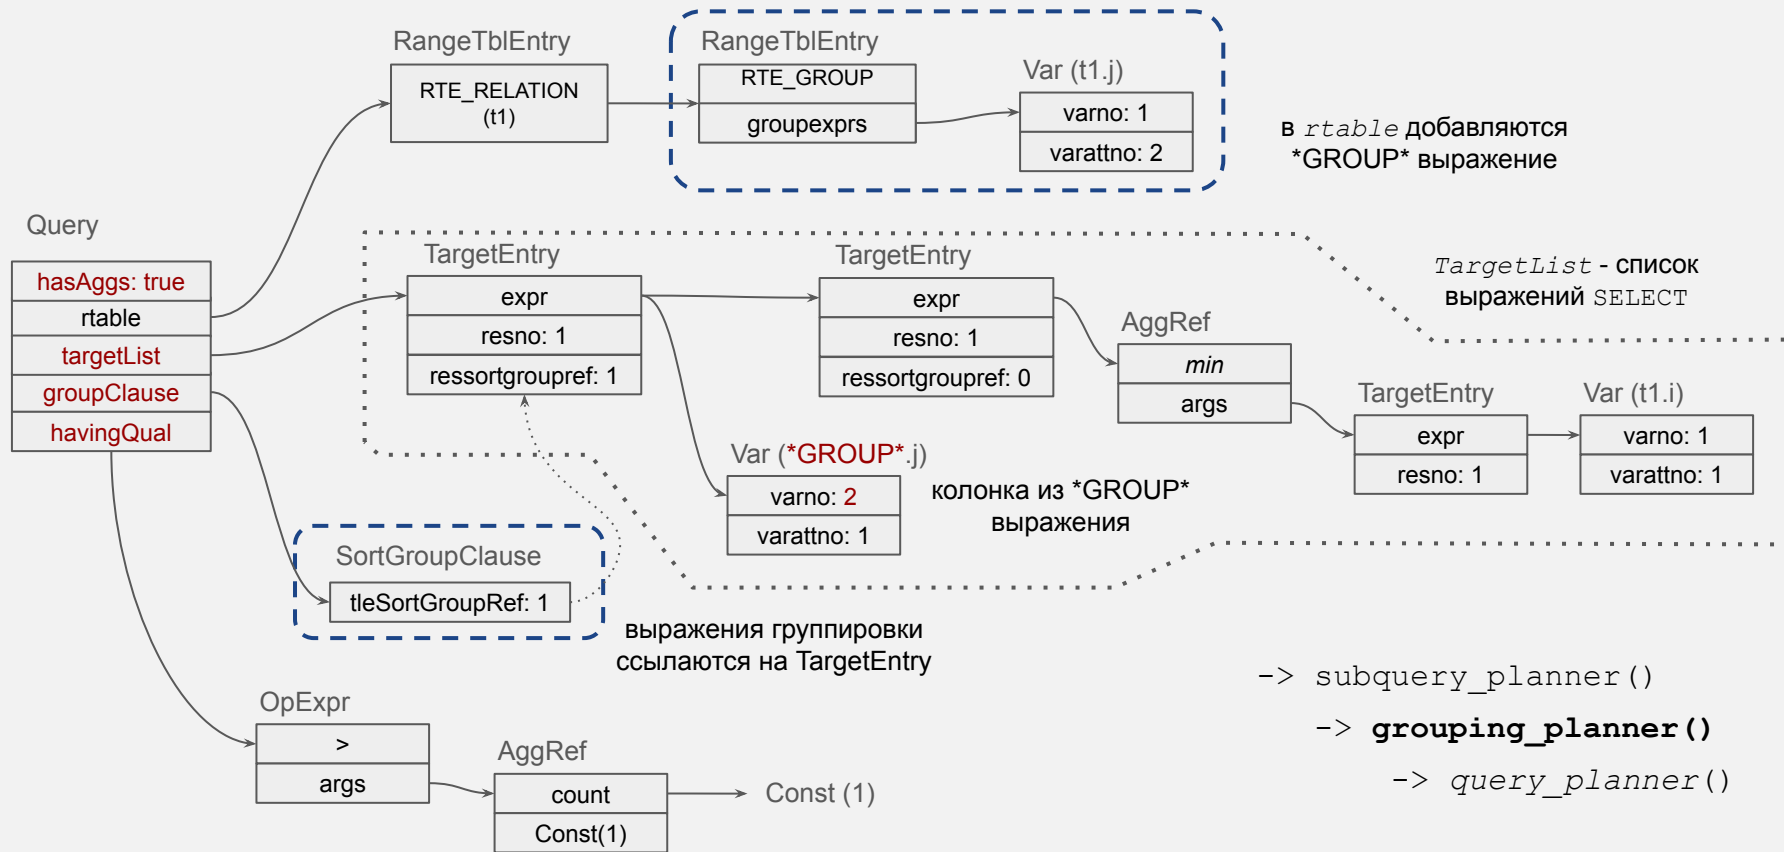 RangeTblEntry
RTE_RELATION
(t1)
RangeTblEntry
RTE_GROUP
groupexprs
Var (t1.j)
varno: 1
varattno: 2
в rtable добавляются
*GROUP* выражение
Query
hasAggs: true
rtable
targetList
groupClause
havingQual
TargetEntry
expr
resno: 1
ressortgroupref: 1
TargetEntry
expr
resno: 1
ressortgroupref: 0
AggRef
min
args
TargetList - список
выражений SELECT
TargetEntry
expr
resno: 1
Var (t1.i)
varno: 1
varattno: 1
Var (*GROUP*.j)
varno: 2
varattno: 1
колонка из *GROUP*
выражения
SortGroupClause
tleSortGroupRef: 1
выражения группировки
ссылаются на TargetEntry
OpExpr
>
args
AggRef
count
Const(1)
Const (1)
-> subquery_planner()
-> grouping_planner()
-> query_planner()